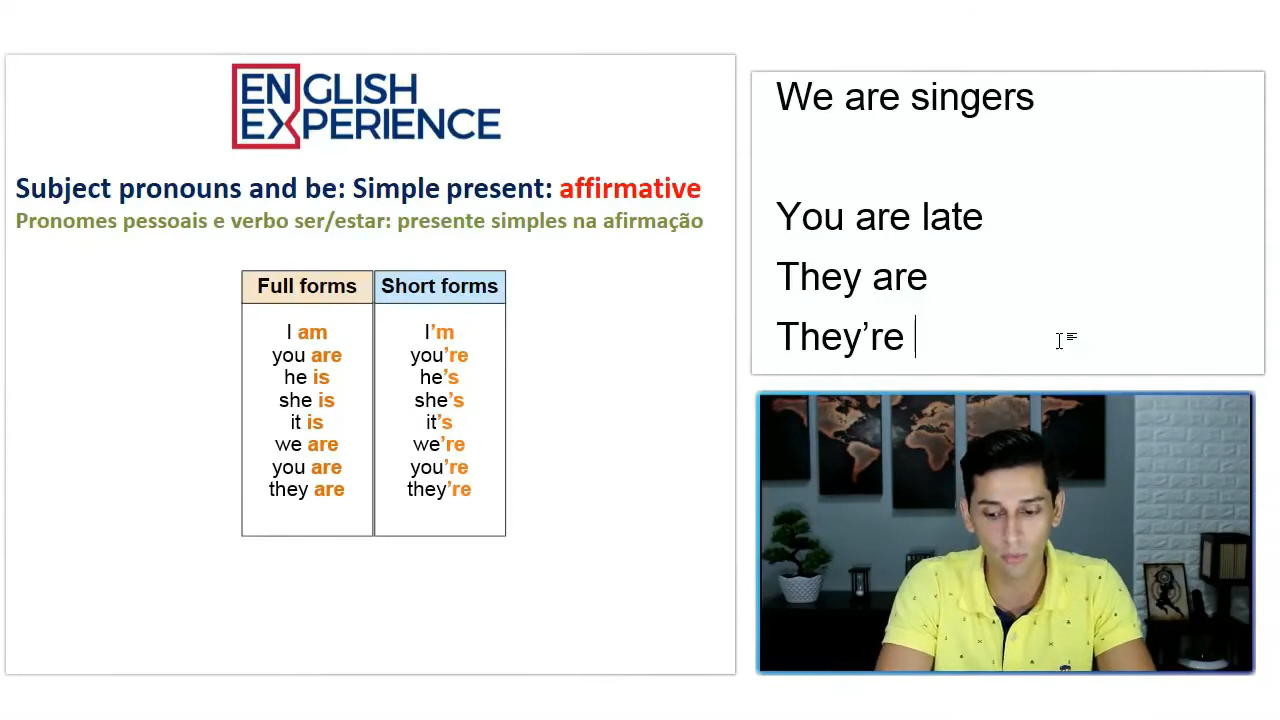 ENGLISH
EXPERIENCE
Subject pronouns and be: Simple present: affirmative
Pronomes pessoais e verbo ser/estar: presente simples na afirmação
Full forms Short forms
I am I'm
you are you're
he is he's
she is she's
it is it's
we are we're
you are you're
they are they're
We are singers
You are late
They are
They're